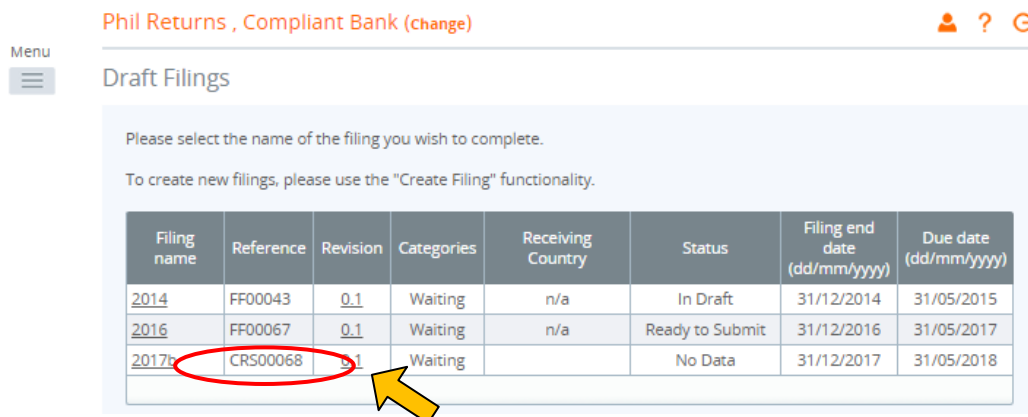 Phil Returns , Compliant Bank (Change)
?
Menu
Draft Filings
Please select the name of the filing you wish to complete.
To create new filings, please use the "Create Filing" functionality.
Filing name Reference Revision Categories Receiving Country Status Filing end date (dd/mm/yyyy) Due date (dd/mm/yyyy)
2014 FF00043 0.1 Waiting n/a In Draft 31/12/2014 31/05/2015
2016 FF00067 0.1 Waiting n/a Ready to Submit 31/12/2016 31/05/2017
2017b CRS00068 0.1 Waiting No Data 31/12/2017 31/05/2018